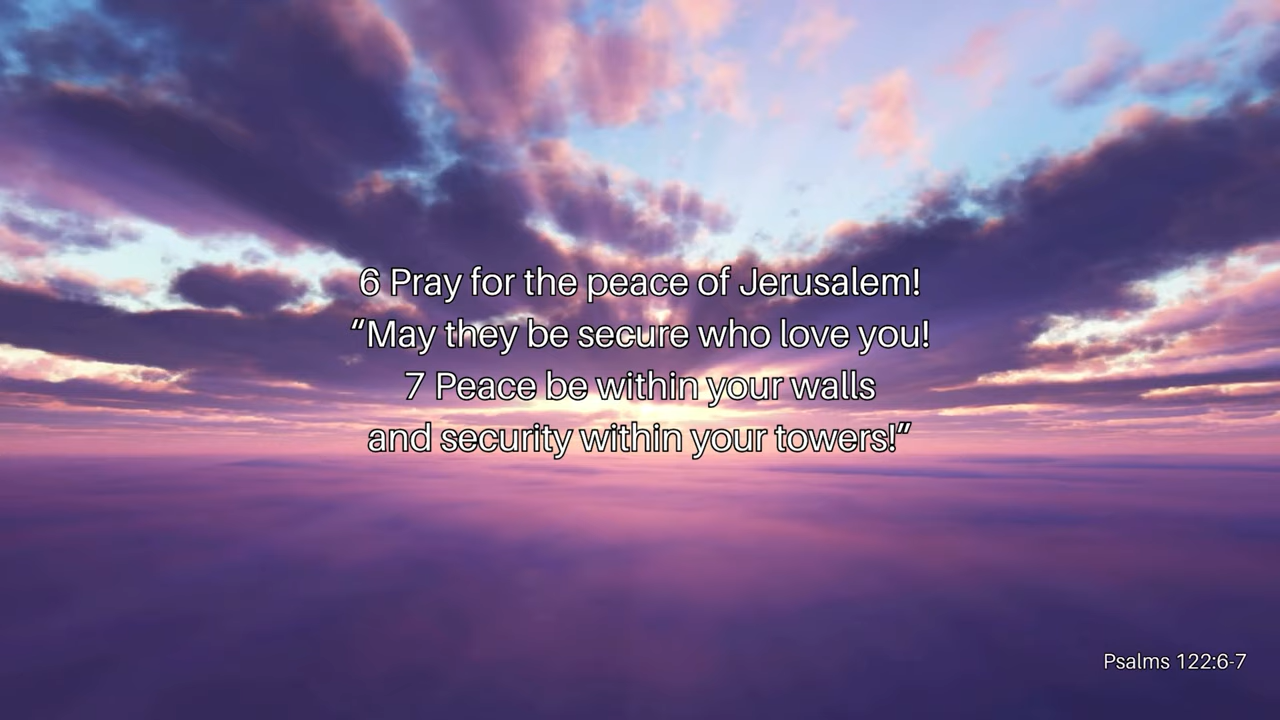 6 Pray for the peace of Jerusalem!
“May they be secure who love you!
7 Peace be within your walls
and security within your towers!”
Psalms 122:6-7